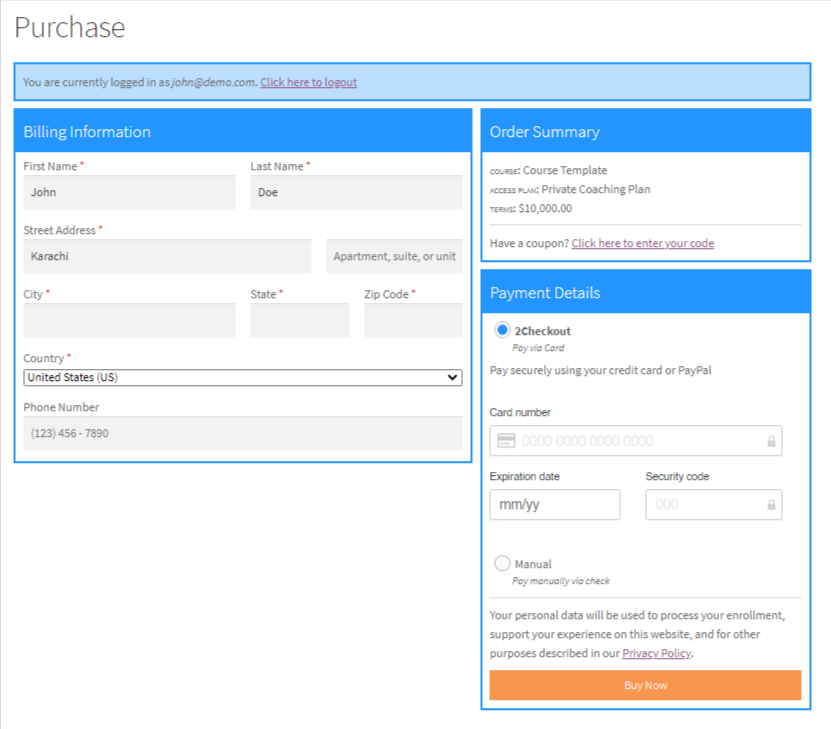 Purchase
You are currently logged in as john@demo.com. Click here to logout
Billing Information
First Name *
Last Name *
John
Doe
Street Address *
Karachi
Apartment, suite, or unit
City *
State *
Zip Code *
Country *
United States (US)
Phone Number
(123) 456 - 7890
Order Summary
COURSE: Course Template
ACCESS PLAN: Private Coaching Plan
TERMS: $10,000.00
Have a coupon? Click here to enter your code
Payment Details
2Checkout
Pay via Card
Pay securely using your credit card or PayPal
Card number
0000 0000 0000 0000
Expiration date
Security code
mm/yy
000
Manual
Pay manually via check
Your personal data will be used to process your enrollment,
support your experience on this website, and for other
purposes described in our Privacy Policy.
Buy Now